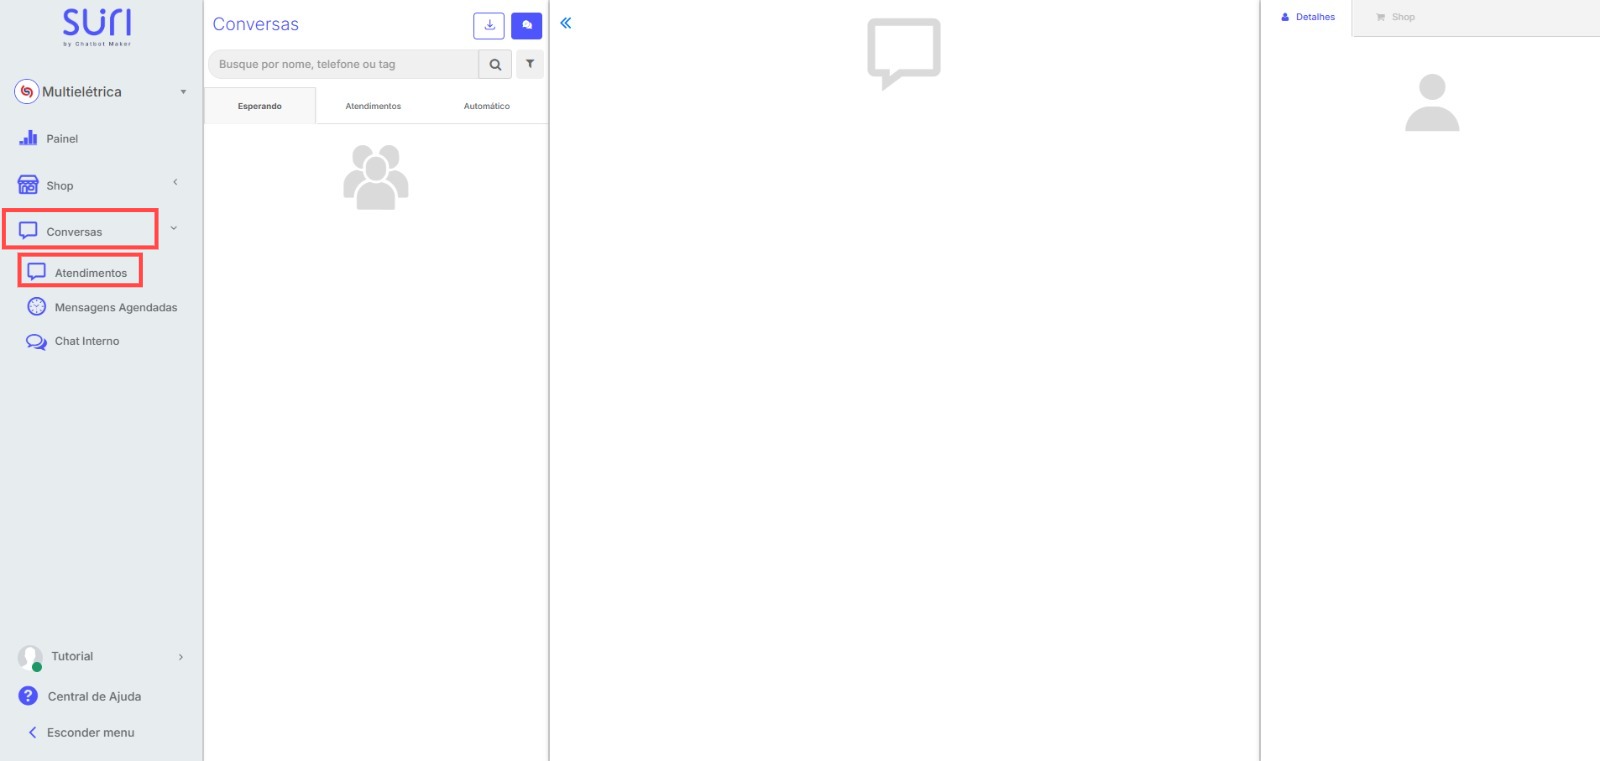 suri
by Chatbot Maker
Multielétrica
Painel
Shop
Conversas
Atendimentos
Mensagens Agendadas
Chat Interno
Tutorial
? Central de Ajuda
Esconder menu
Conversas
Busque por nome, telefone ou tag
Esperando Atendimentos Automático
Detalhes Shop